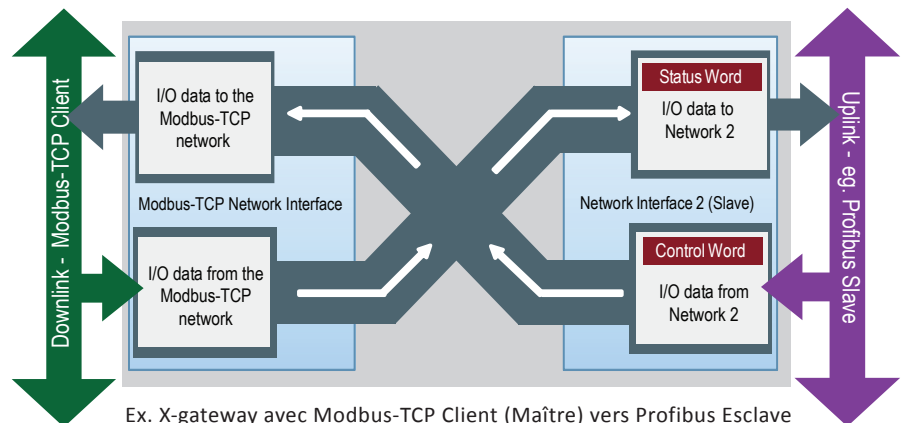 Downlink - Modbus-TCP Client
I/O data to the
Modbus-TCP
network
Modbus-TCP Network Interface
I/O data from the
Modbus-TCP
network
Status Word
I/O data to
Network 2
Network Interface 2 (Slave)
Control Word
I/O data from
Network 2
Uplink - eg. Profibus Slave
Ex. X-gateway avec Modbus-TCP Client (Maître) vers Profibus Esclave